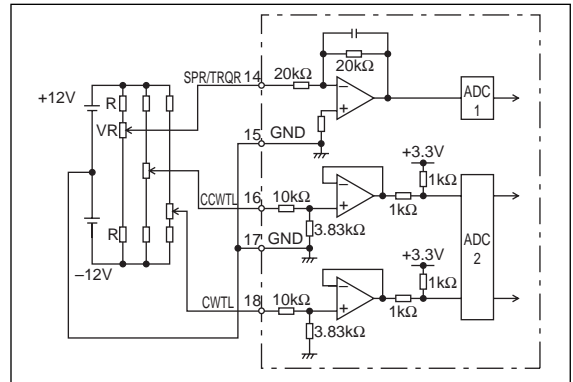 SPR/TRQR 14
20kΩ
20kΩ
ADC
1
+12V
R
VR
15 GND
+3.3V
1kΩ
CCWTL 16
10kΩ
1kΩ
3.83kΩ
17 GND
ADC
2
R
–12V
+3.3V
1kΩ
CWTL 18
10kΩ
1kΩ
3.83kΩ